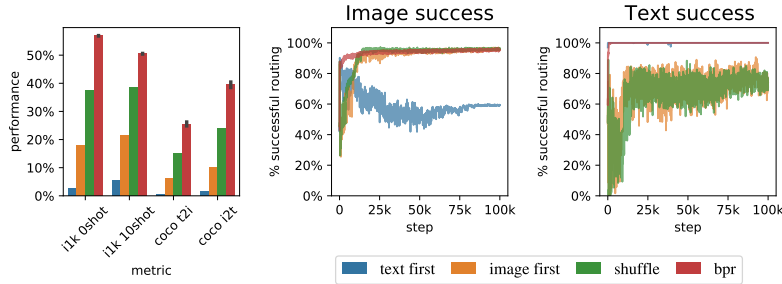 performance
50%
40%
30%
20%
10%
0%
i1k 0shot
i1k 10shot
coco t2i
coco i2t
metric
Image success
% successful routing
100%
80%
60%
40%
20%
0%
0
25k
50k
75k
100k
step
Text success
% successful routing
100%
80%
60%
40%
20%
0%
0
25k
50k
75k
100k
step
text first
image first
shuffle
bpr